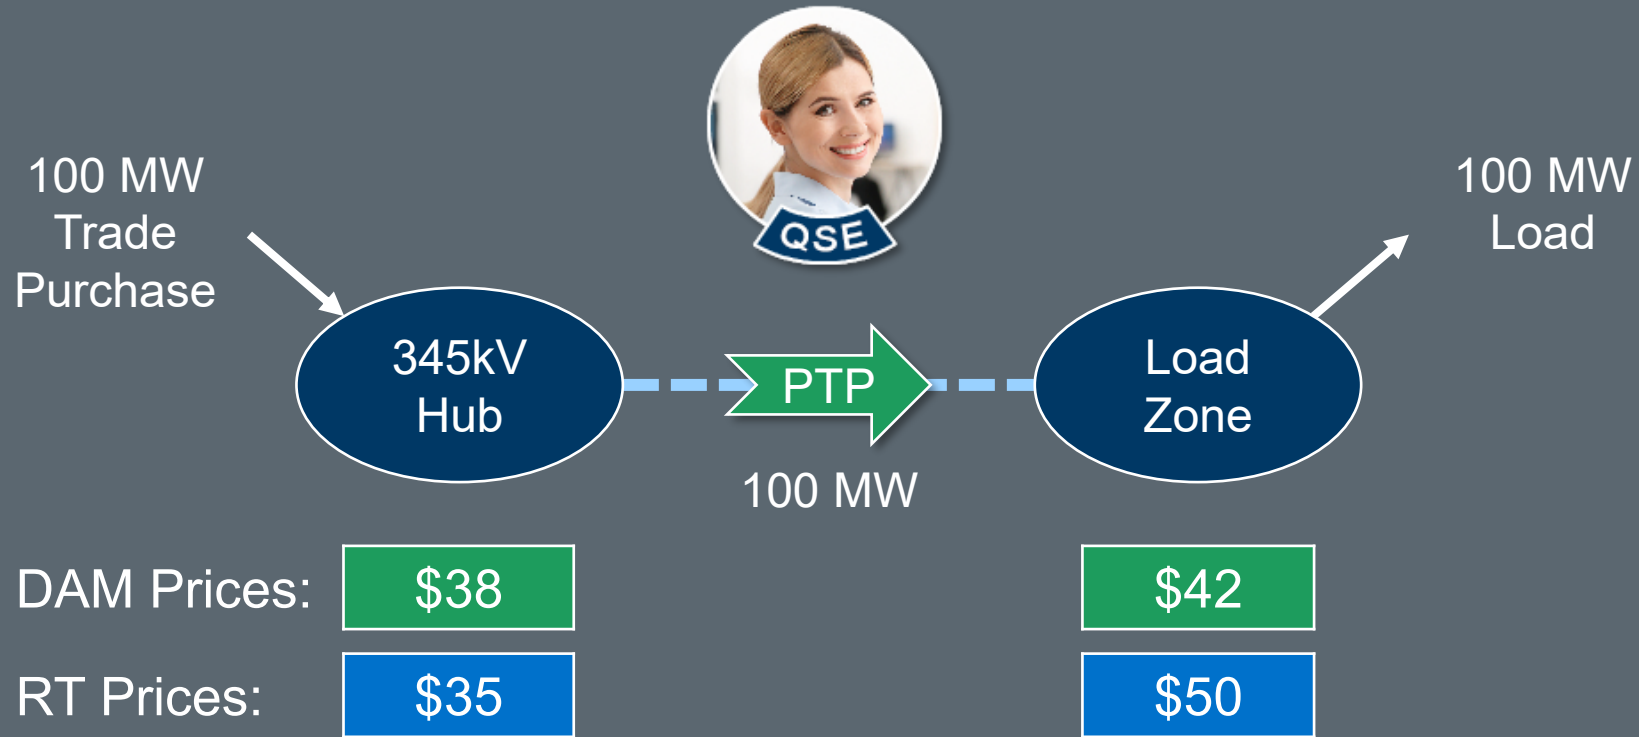 QSE
100 MW
Trade
Purchase
100 MW
Load
345kV
Hub
PTP
Load
Zone
100 MW
DAM Prices:
$38
$42
RT Prices:
$35
$50